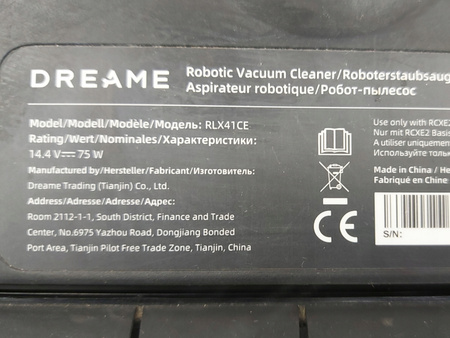 DREAME
Robotic Vacuum Cleaner/Roboterstaubsaug
Aspirateur robotique/Робот-пылесос
Model/Modell/Modèle/Модель: RLX41CE
Rating/Wert/Nominales/Характеристики:
14.4 V⎓ 75 W
Manufactured by/Hersteller/Fabricant/Изготовитель:
Dreame Trading (Tianjin) Co., Ltd.
Address/Adresse/Adresse/Адрес:
Room 2112-1-1, South District, Finance and Trade
Center, No.6975 Yazhou Road, Dongjiang Bonded
Port Area, Tianjin Pilot Free Trade Zone, Tianjin, China
Use only with RCXE2
Nur mit RCXE2 Basis
A utiliser uniquement
Используйте только
Made in China / He
Fabriqué en Chine
CE
S/N: